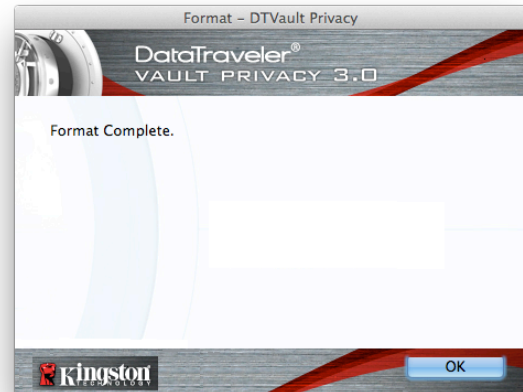 Format – DTVault Privacy
DataTraveler®
VAULT PRIVACY 3.0
Format Complete.
Kingston
TECHNOLOGY
OK